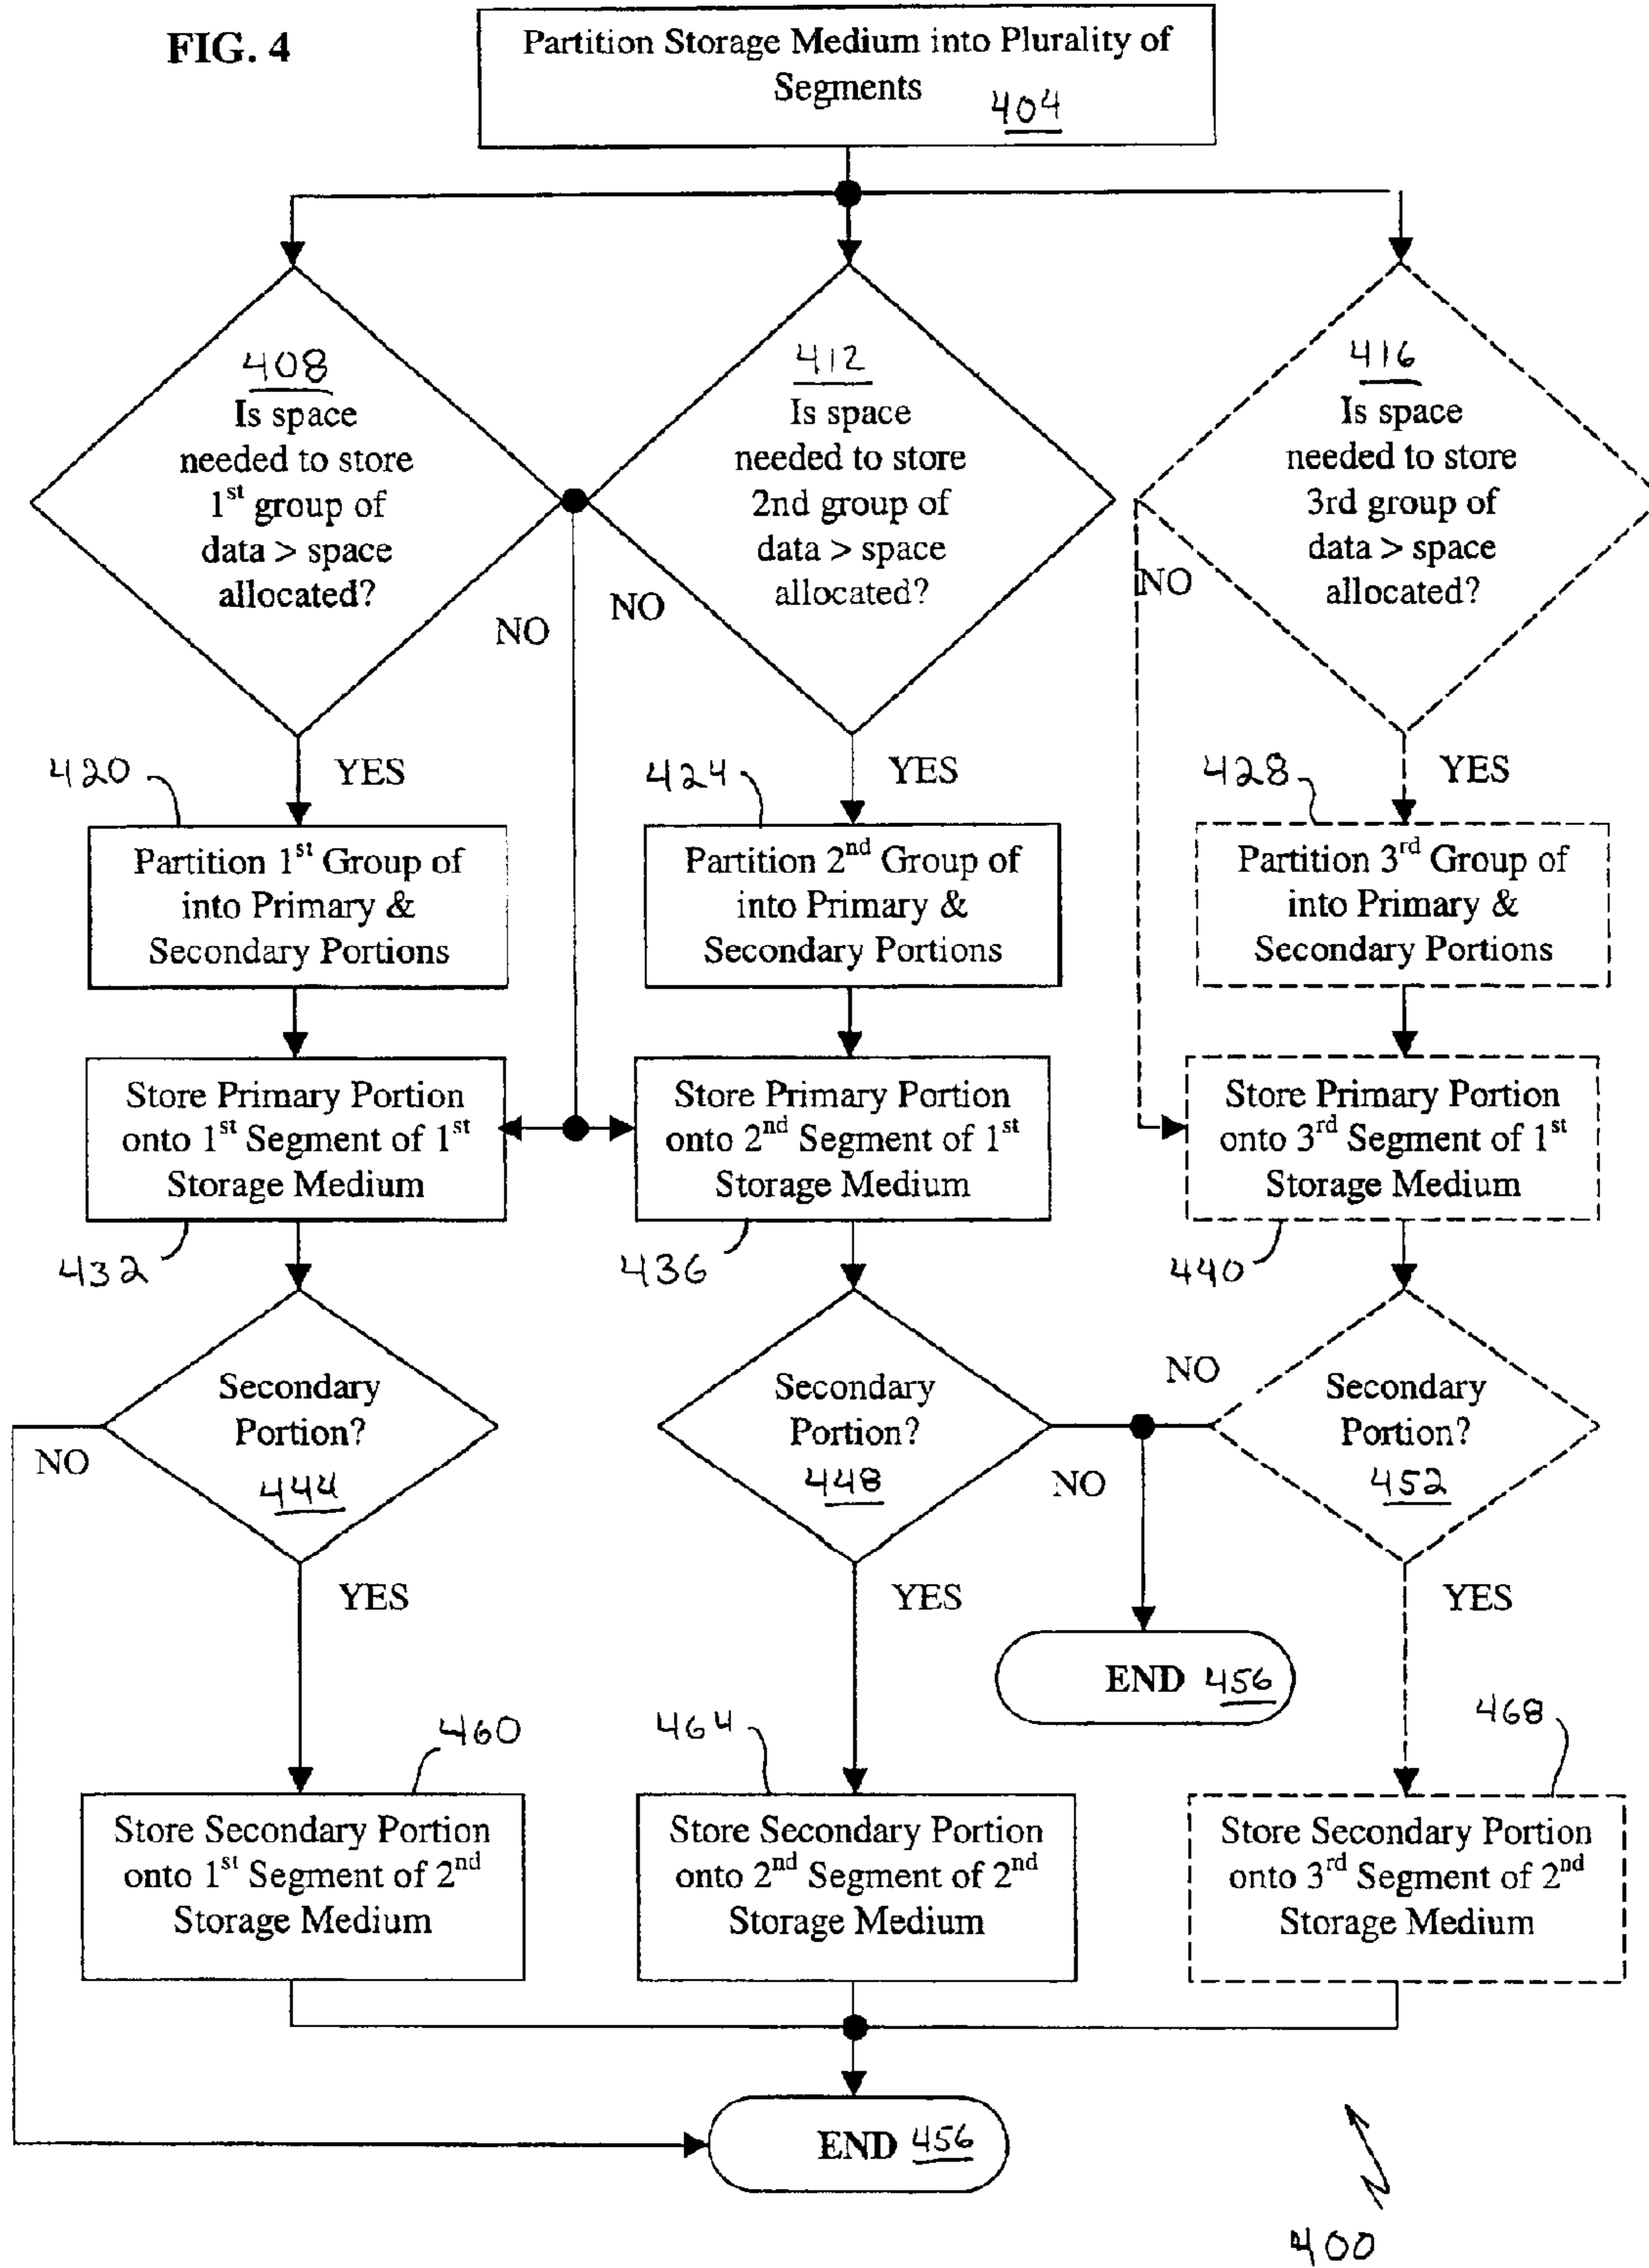 FIG. 4
Partition Storage Medium into Plurality of
Segments
404
408
Is space
needed to store
1st group of
data > space
allocated?
NO
412
Is space
needed to store
2nd group of
data > space
allocated?
NO
416
Is space
needed to store
3rd group of
data > space
allocated?
NO
420
YES
424
YES
428
YES
Partition 1st Group of
into Primary &
Secondary Portions
Partition 2nd Group of
into Primary &
Secondary Portions
Partition 3rd Group of
into Primary &
Secondary Portions
Store Primary Portion
onto 1st Segment of 1st
Storage Medium
432
Store Primary Portion
onto 2nd Segment of 1st
Storage Medium
436
Store Primary Portion
onto 3rd Segment of 1st
Storage Medium
440
Secondary
Portion?
444
NO
YES
Secondary
Portion?
448
NO
YES
Secondary
Portion?
452
NO
YES
END 456
460
464
468
Store Secondary Portion
onto 1st Segment of 2nd
Storage Medium
Store Secondary Portion
onto 2nd Segment of 2nd
Storage Medium
Store Secondary Portion
onto 3rd Segment of 2nd
Storage Medium
END 456
400